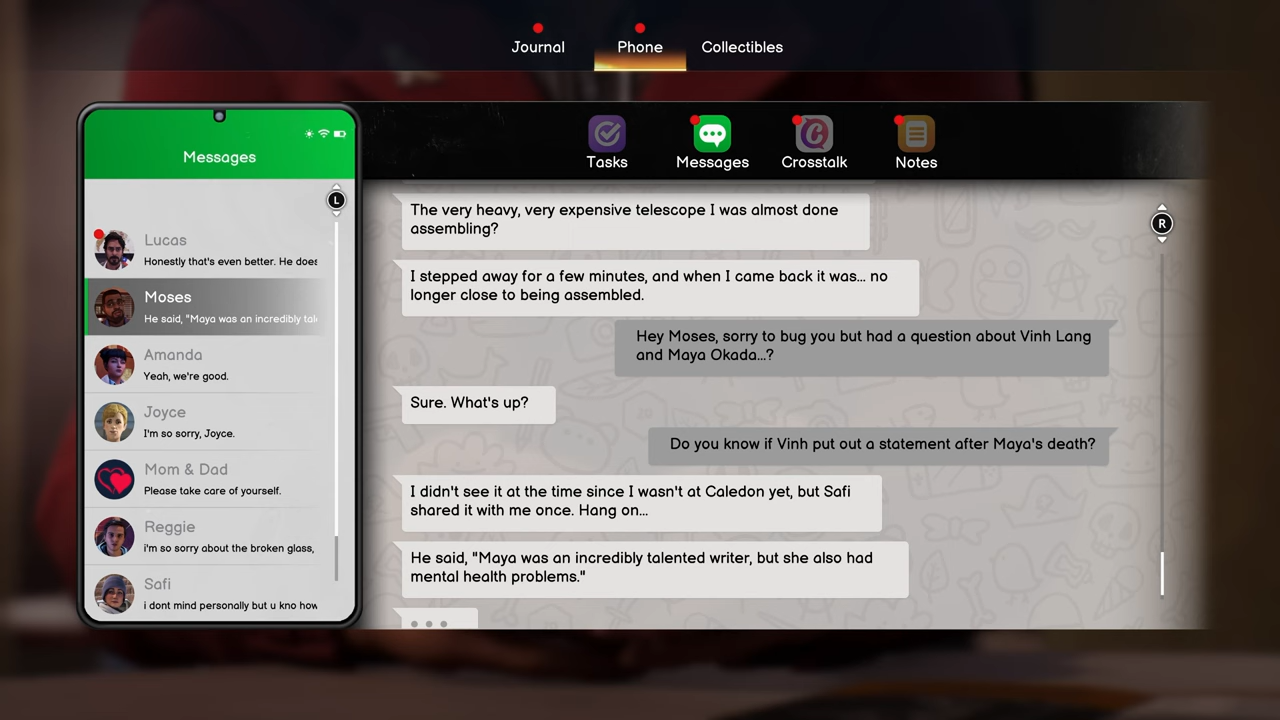 Journal
Phone
Collectibles
Messages
Tasks
Messages
Crosstalk
Notes
L
R
Lucas
Honestly that's even better. He does
Moses
He said, "Maya was an incredibly tal
Amanda
Yeah, we're good.
Joyce
I'm so sorry, Joyce.
Mom & Dad
Please take care of yourself.
Reggie
i'm so sorry about the broken glass,
Safi
i dont mind personally but u kno how
The very heavy, very expensive telescope I was almost done
assembling?
I stepped away for a few minutes, and when I came back it was... no
longer close to being assembled.
Hey Moses, sorry to bug you but had a question about Vinh Lang
and Maya Okada...?
Sure. What's up?
Do you know if Vinh put out a statement after Maya's death?
I didn't see it at the time since I wasn't at Caledon yet, but Safi
shared it with me once. Hang on...
He said, "Maya was an incredibly talented writer, but she also had
mental health problems."